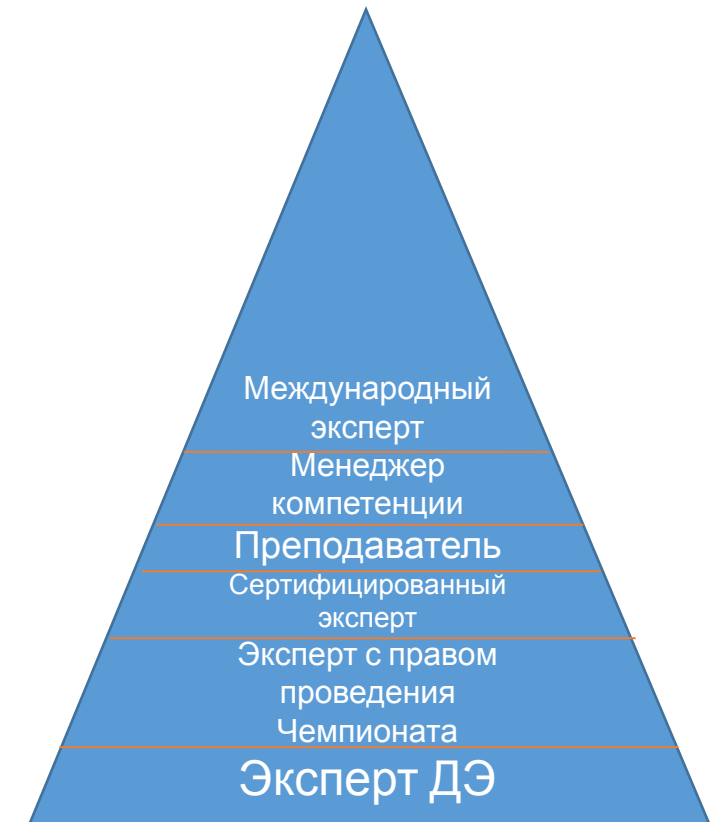 Международный
эксперт
Менеджер
компетенции
Преподаватель
Сертифицированный
эксперт
Эксперт с правом
проведения
Чемпионата
Эксперт ДЭ